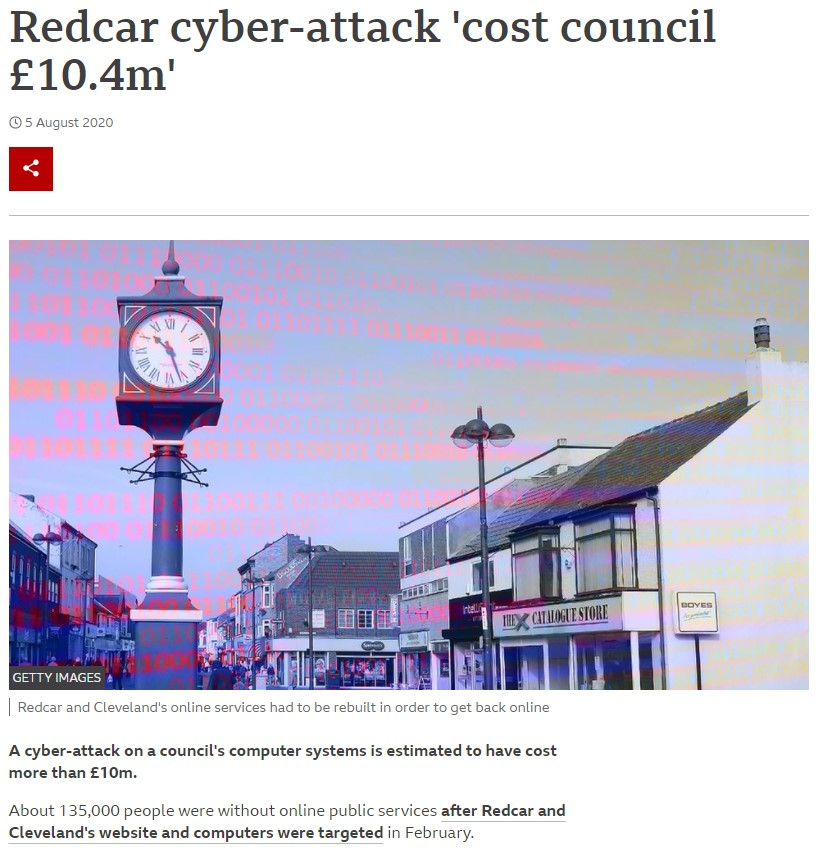 Redcar cyber-attack 'cost council
£10.4m'
5 August 2020
THE X CATALOGUE STORE
BOYES
GETTY IMAGES
Redcar and Cleveland's online services had to be rebuilt in order to get back online
A cyber-attack on a council's computer systems is estimated to have cost
more than £10m.
About 135,000 people were without online public services after Redcar and
Cleveland's website and computers were targeted in February.